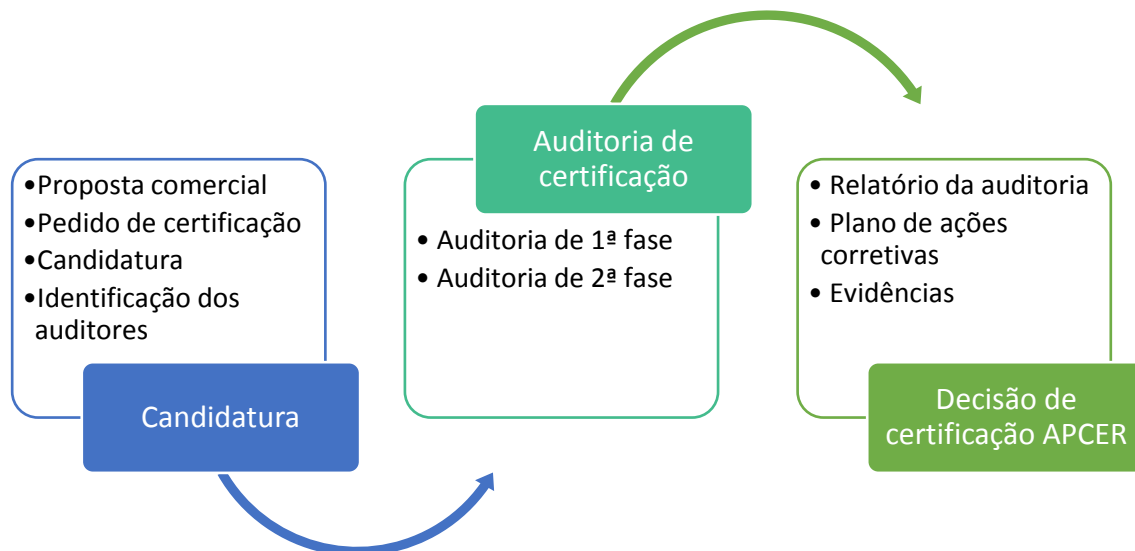 •Proposta comercial
•Pedido de certificação
•Candidatura
•Identificação dos
auditores
Candidatura
Auditoria de
certificação
• Auditoria de 1ª fase
• Auditoria de 2ª fase
• Relatório da auditoria
• Plano de ações
corretivas
• Evidências
Decisão de
certificação APCER